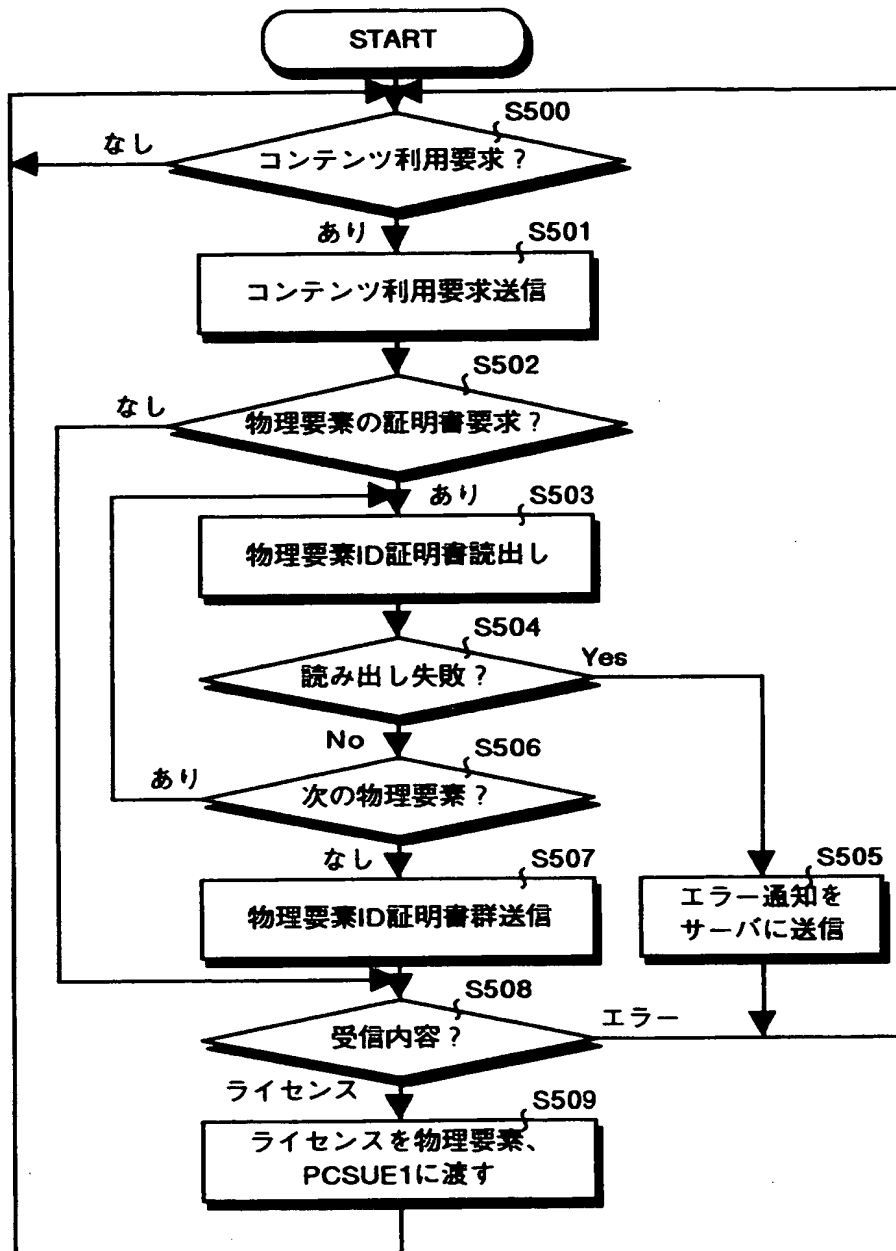 START
S500
なし
コンテンツ利用要求？
あり
S501
コンテンツ利用要求送信
S502
なし
物理要素の証明書要求？
あり
S503
物理要素ID証明書読出し
S504
読み出し失敗？
Yes
No
S506
あり
次の物理要素？
なし
S507
物理要素ID証明書群送信
S505
エラー通知を
サーバに送信
S508
受信内容？
エラー
ライセンス
S509
ライセンスを物理要素、
PCSUE1に渡す